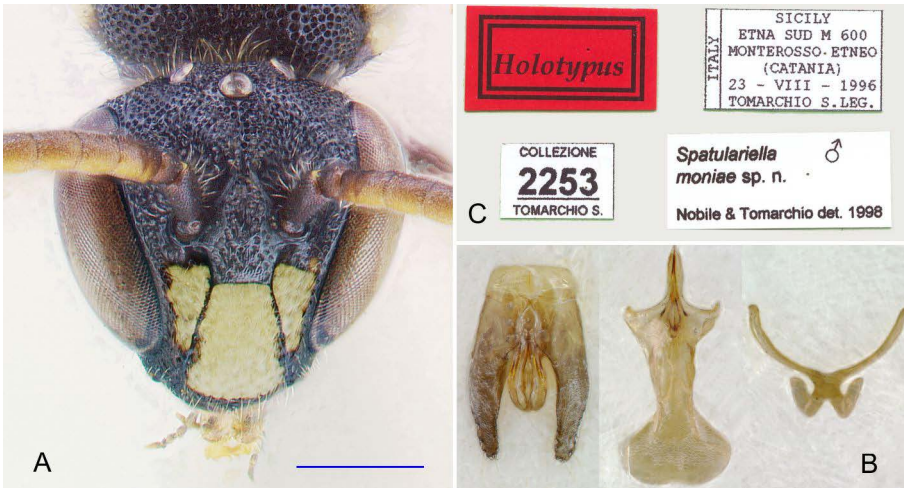 Holotypus
ITALY
SICILY
ETNA SUD M 600
MONTEROSSO-ETNEO
(CATANIA)
23 - VIII - 1996
TOMARCHIO S.LEG.
COLLEZIONE
2253
TOMARCHIO S.
Spatulariella ♂
moniae sp. n.
Nobile & Tomarchio det. 1998
C
A
B